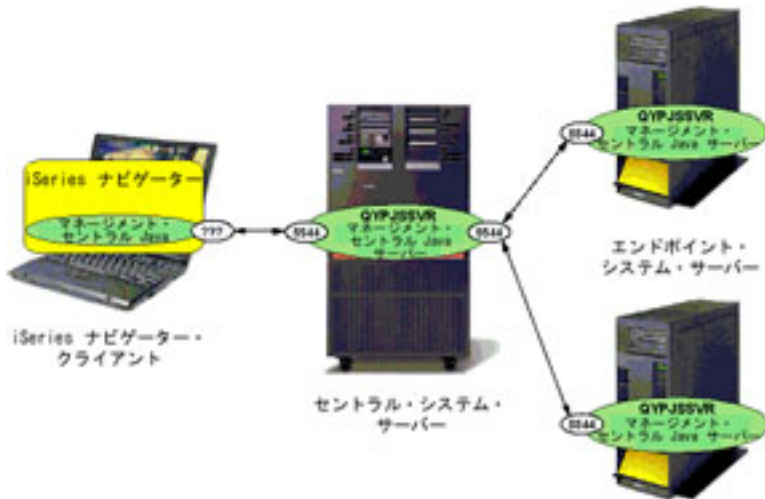 iSeries ナビゲーター
マネージメント・
セントラル Java
???
iSeries ナビゲーター・
クライアント
5544
QYPJSSVR
マネージメント・
セントラル Java
サーバー
5544
セントラル・システム・
サーバー
5544
QYPJSSVR
マネージメント・
セントラル Java サーバー
エンドポイント・
システム・サーバー
5544
QYPJSSVR
マネージメント・
セントラル Java サーバー